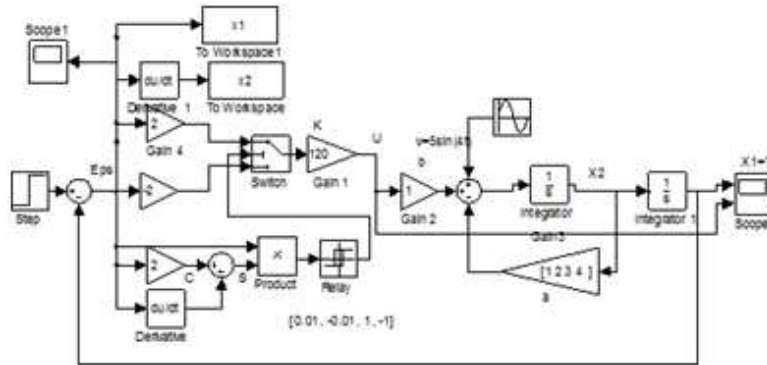 x1
Scope1
To Workspace1
du/dt
x2
Derivative 1
To Workspace
2
Gain 4
K
U
v=5sin(4t)
b
Eps
120
-2
Switch
Gain 1
1
Gain 2
1
Integrator
X2
1
s
Integrator 1
Scope
Step
Gain3
2
C
S
×
Product
Relay
[1 2 3 4 ]
a
du/dt
Derivative
[0.01, -0.01, 1,-1]